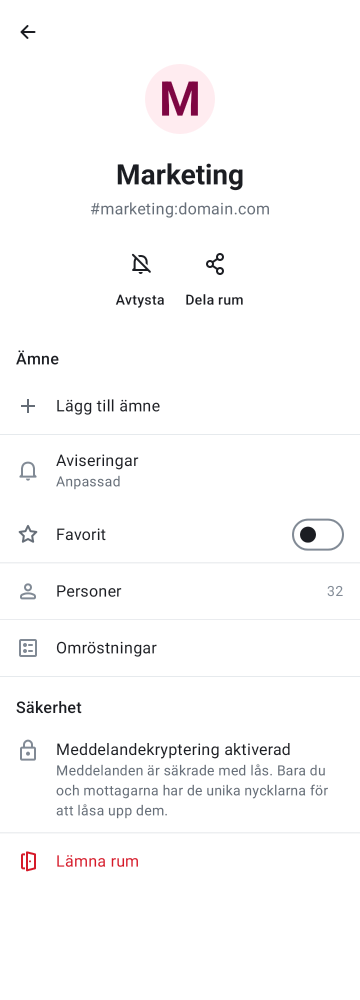 M
Marketing
#marketing:domain.com
Avtysta
Dela rum
Ämne
Lägg till ämne
Aviseringar
Anpassad
Favorit
Personer
32
Omröstningar
Säkerhet
Meddelandekryptering aktiverad
Meddelanden är säkrade med lås. Bara du
och mottagarna har de unika nycklarna för
att låsa upp dem.
Lämna rum